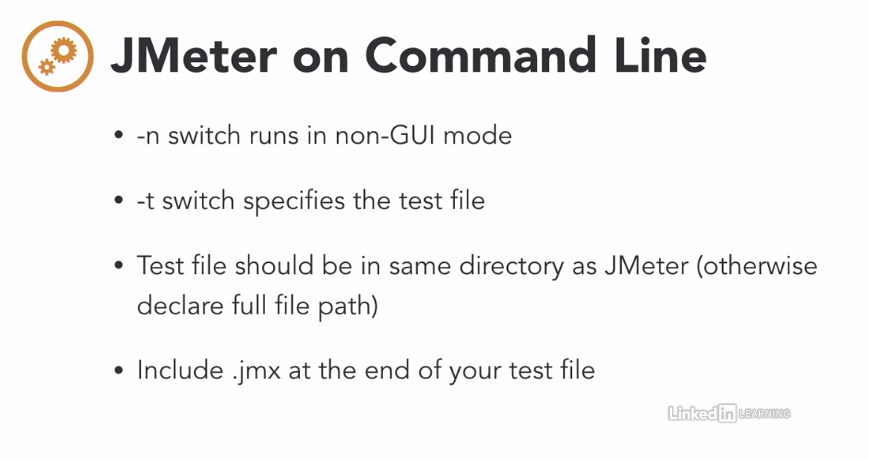 JMeter on Command Line
• -n switch runs in non-GUI mode
• -t switch specifies the test file
• Test file should be in same directory as JMeter (otherwise
declare full file path)
• Include .jmx at the end of your test file
Linked in LEARNING